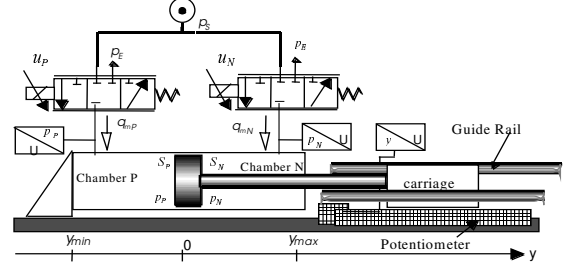 p_S
u_P
p_E
u_N
p_E
q_mP
q_mN
p_P
U
p_N
U
y
U
Guide Rail
S_P
S_N
Chamber N
Chamber P
carriage
p_P
p_N
Potentiometer
y_min
0
y_max
y